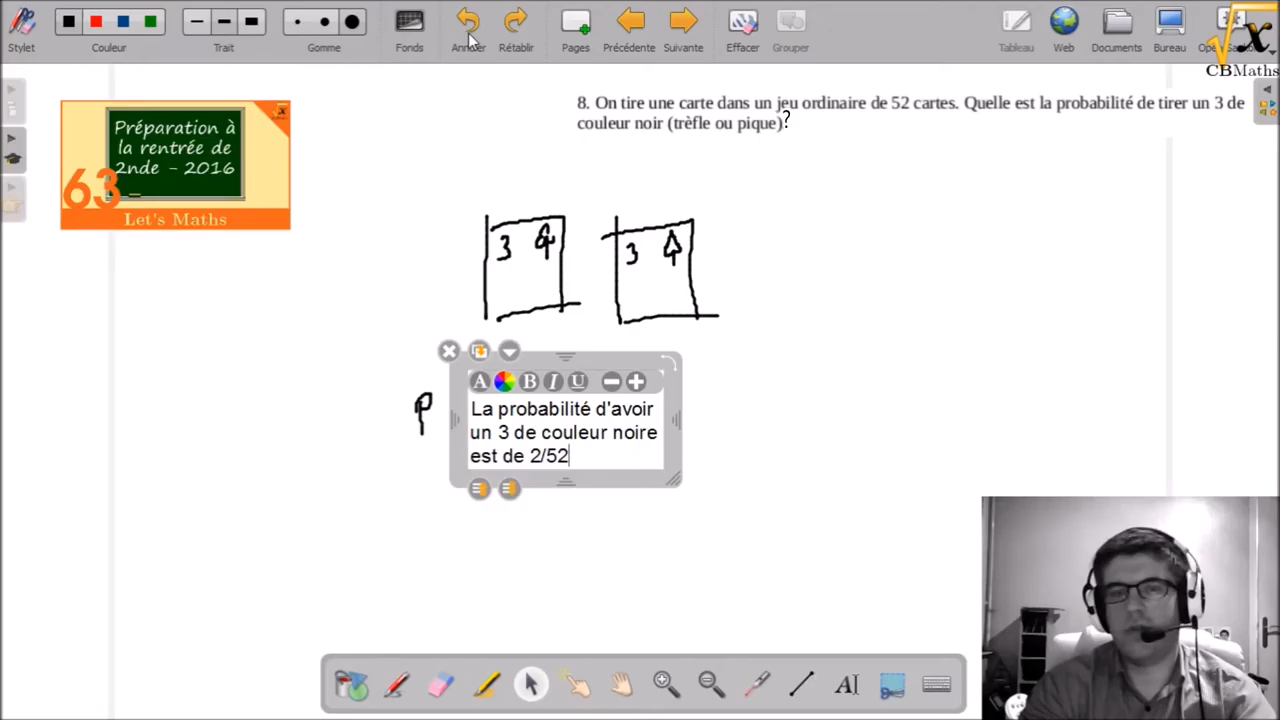 Stylet
Couleur
Trait
Gomme
Fonds
Annuler
Rétablir
Pages
Précédente
Suivante
Effacer
Grouper
Tableau
Web
Documents
Bureau
x
CBMaths
8. On tire une carte dans un jeu ordinaire de 52 cartes. Quelle est la probabilité de tirer un 3 de
couleur noir (trèfle ou pique)?
Préparation à
la rentrée de
2nde - 2016
63
Let's Maths
3
3
A B I U
P
La probabilité d'avoir
un 3 de couleur noire
est de 2/52
AI